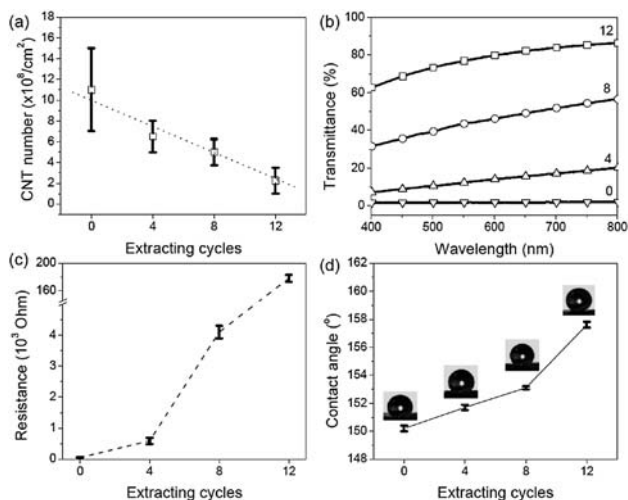 (a)
CNT number (x10⁸/cm²)
18
16
14
12
10
8
6
4
2
0
0 4 8 12
Extracting cycles
(b)
Transmittance (%)
100
80
60
40
20
0
12
8
4
0
400 500 600 700 800
Wavelength (nm)
(c)
Resistance (10³ Ohm)
200
160
4
3
2
1
0
0 4 8 12
Extracting cycles
(d)
Contact angle (°)
162
160
158
156
154
152
150
148
0 4 8 12
Extracting cycles